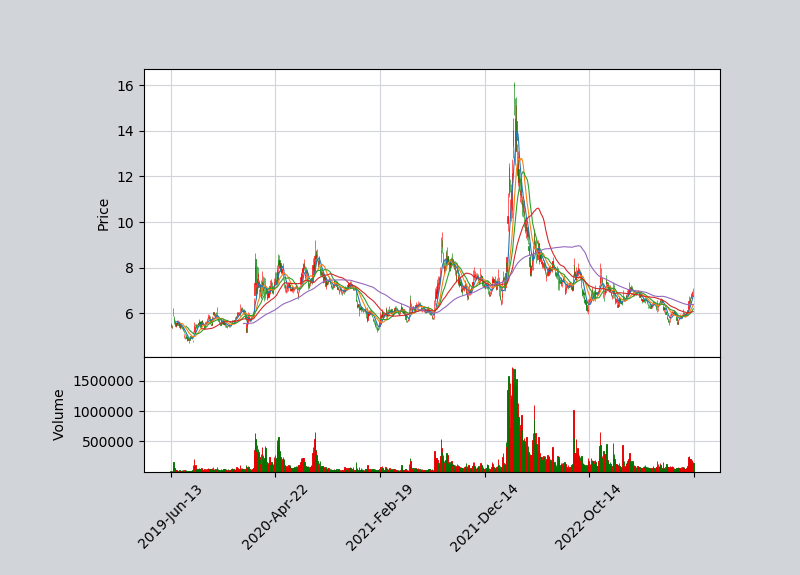 16
14
12
10
8
6
Price
1500000
1000000
500000
Volume
2019-Jun-13
2020-Apr-22
2021-Feb-19
2021-Dec-14
2022-Oct-14